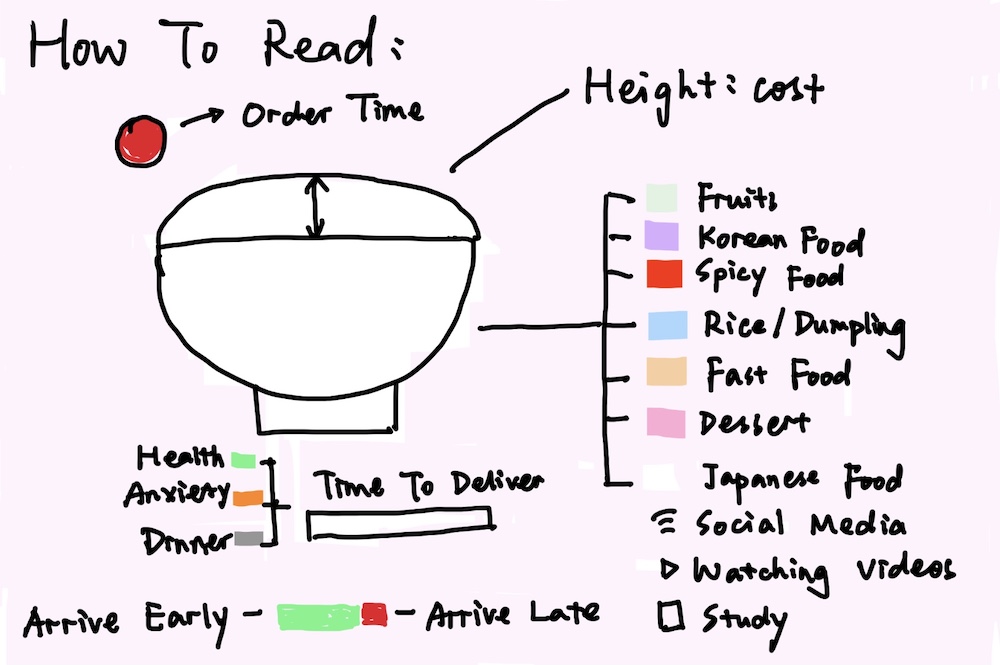 How To Read:
Order Time
Height: cost
Fruits
Korean Food
Spicy Food
Rice/Dumpling
Fast Food
Dessert
Japanese Food
Social Media
Watching Videos
Study
Health
Anxiety
Dinner
Time To Deliver
Arrive Early - - Arrive Late